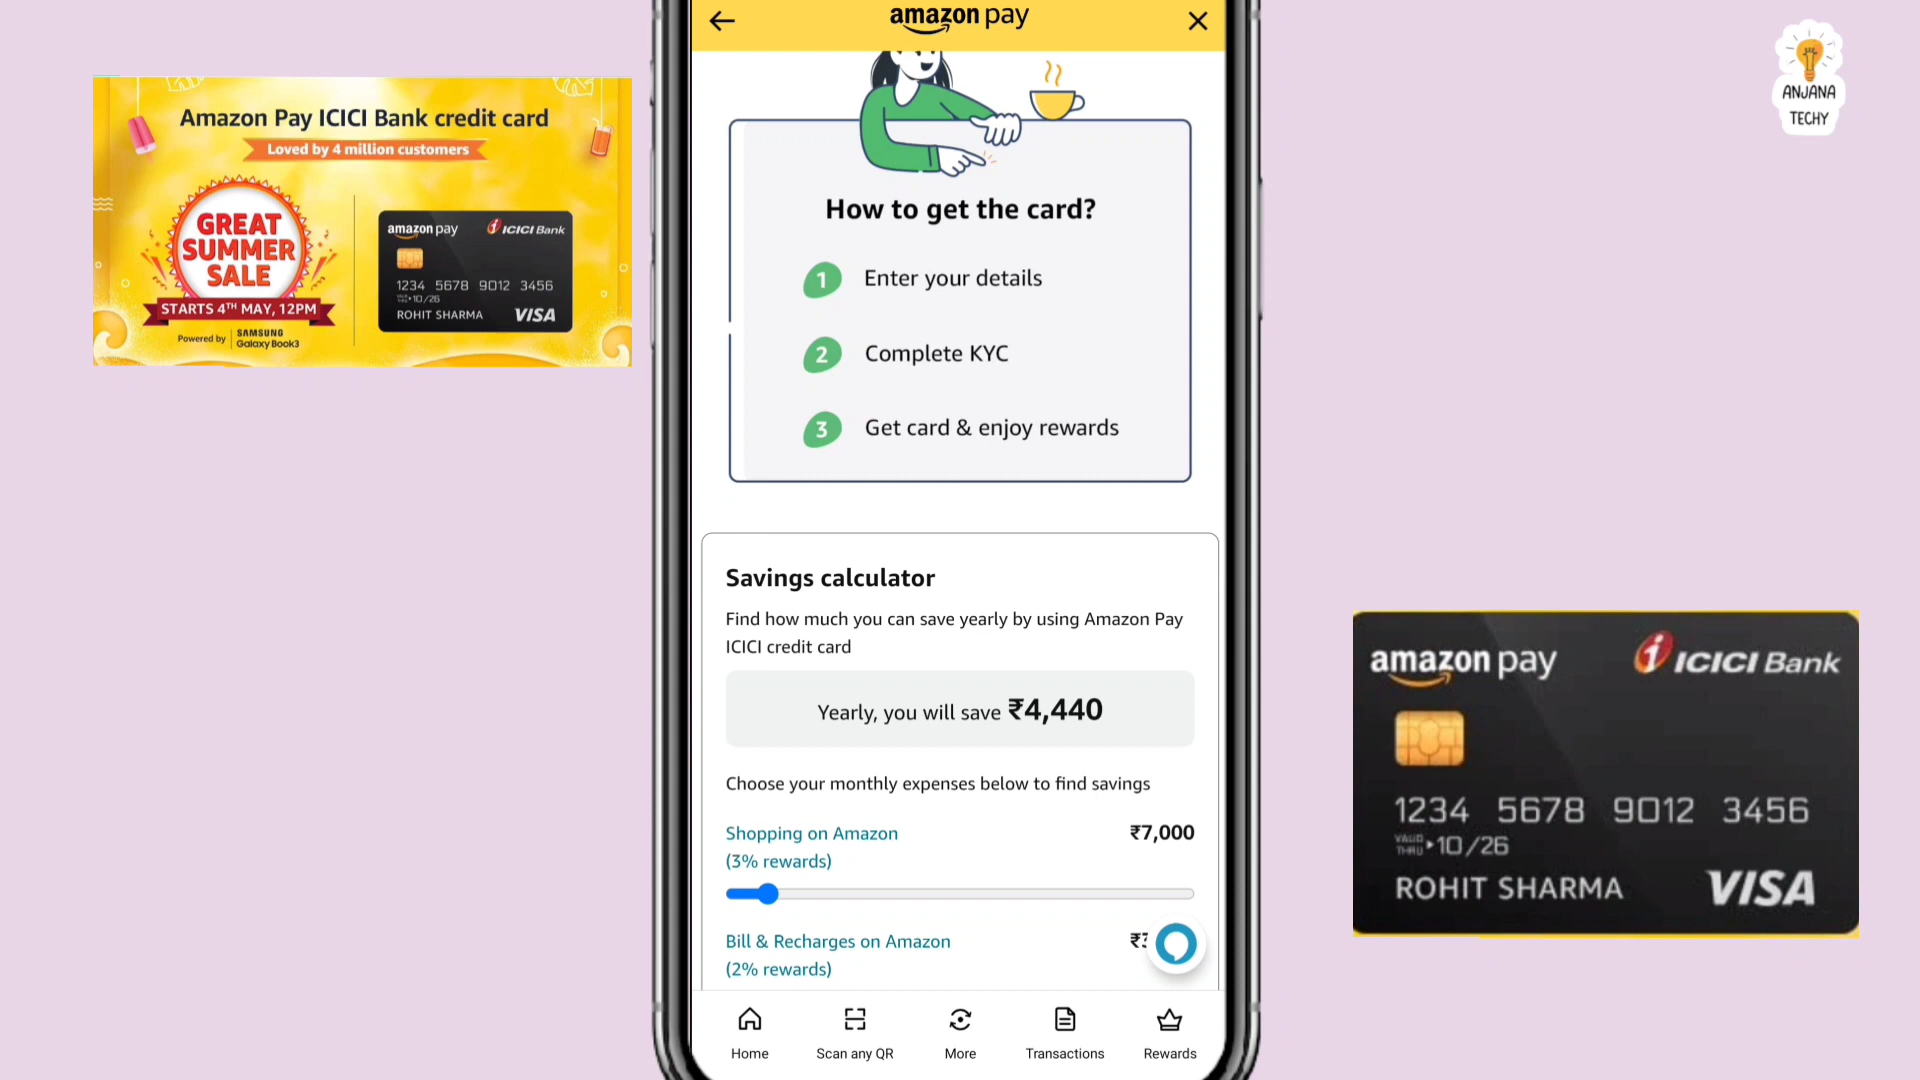 amazon pay
Amazon Pay ICICI Bank credit card
Loved by 4 million customers
GREAT
SUMMER
SALE
STARTS 4TH MAY, 12PM
Powered by
SAMSUNG
Galaxy Book3
amazon pay
ICICI Bank
1234 5678 9012 3456
10/26
ROHIT SHARMA
VISA
How to get the card?
1 Enter your details
2 Complete KYC
3 Get card & enjoy rewards
Savings calculator
Find how much you can save yearly by using Amazon Pay
ICICI credit card
Yearly, you will save ₹4,440
Choose your monthly expenses below to find savings
Shopping on Amazon
₹7,000
(3% rewards)
Bill & Recharges on Amazon
(2% rewards)
Home
Scan any QR
More
Transactions
Rewards
ANJANA
TECHY
amazon pay
ICICI Bank
1234 5678 9012 3456
VALID
THRU
10/26
ROHIT SHARMA
VISA